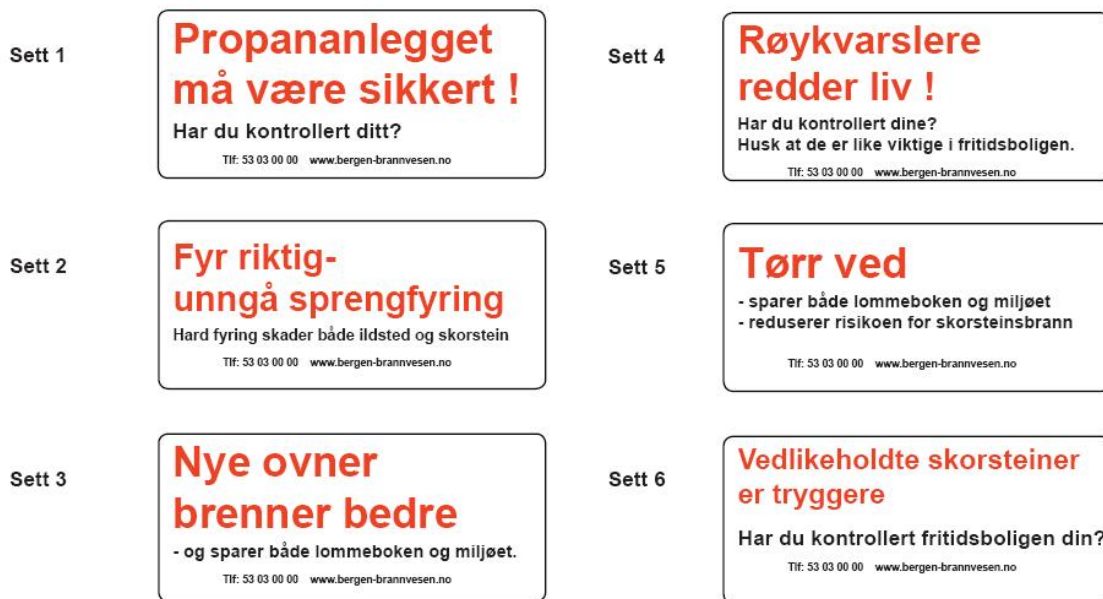 Sett 1
Propananlegget
må være sikkert !
Har du kontrollert ditt?
Tlf: 53 03 00 00 www.bergen-brannvesen.no
Sett 2
Fyr riktig-
unngå sprengfyring
Hard fyring skader både ildsted og skorstein
Tlf: 53 03 00 00 www.bergen-brannvesen.no
Sett 3
Nye ovner
brenner bedre
- og sparer både lommeboken og miljøet.
Tlf: 53 03 00 00 www.bergen-brannvesen.no
Sett 4
Røykvarslere
redder liv !
Har du kontrollert dine?
Husk at de er like viktige i fritidsboligen.
Tlf: 53 03 00 00 www.bergen-brannvesen.no
Sett 5
Tørr ved
- sparer både lommeboken og miljøet
- reduserer risikoen for skorsteinsbrann
Tlf: 53 03 00 00 www.bergen-brannvesen.no
Sett 6
Vedlikeholdte skorsteiner
er tryggere
Har du kontrollert fritidsboligen din?
Tlf: 53 03 00 00 www.bergen-brannvesen.no